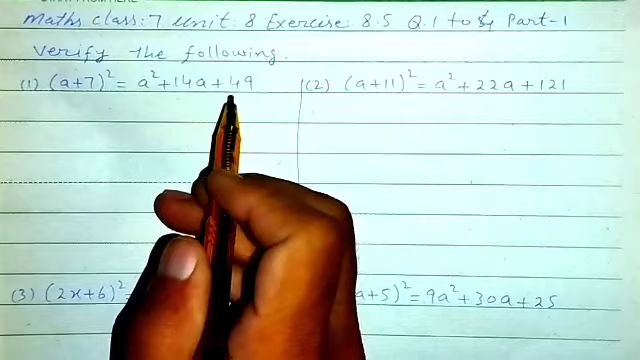 Maths class: 7 Unit: 8 Exercise: 8.5 Q.1 to 4 Part-1
Verify the following.
(1) (a+7)² = a²+14a+49 (2) (a+11)² = a²+22a+121
(3) (2x+6)²= a+5)² = 9a²+30a+25